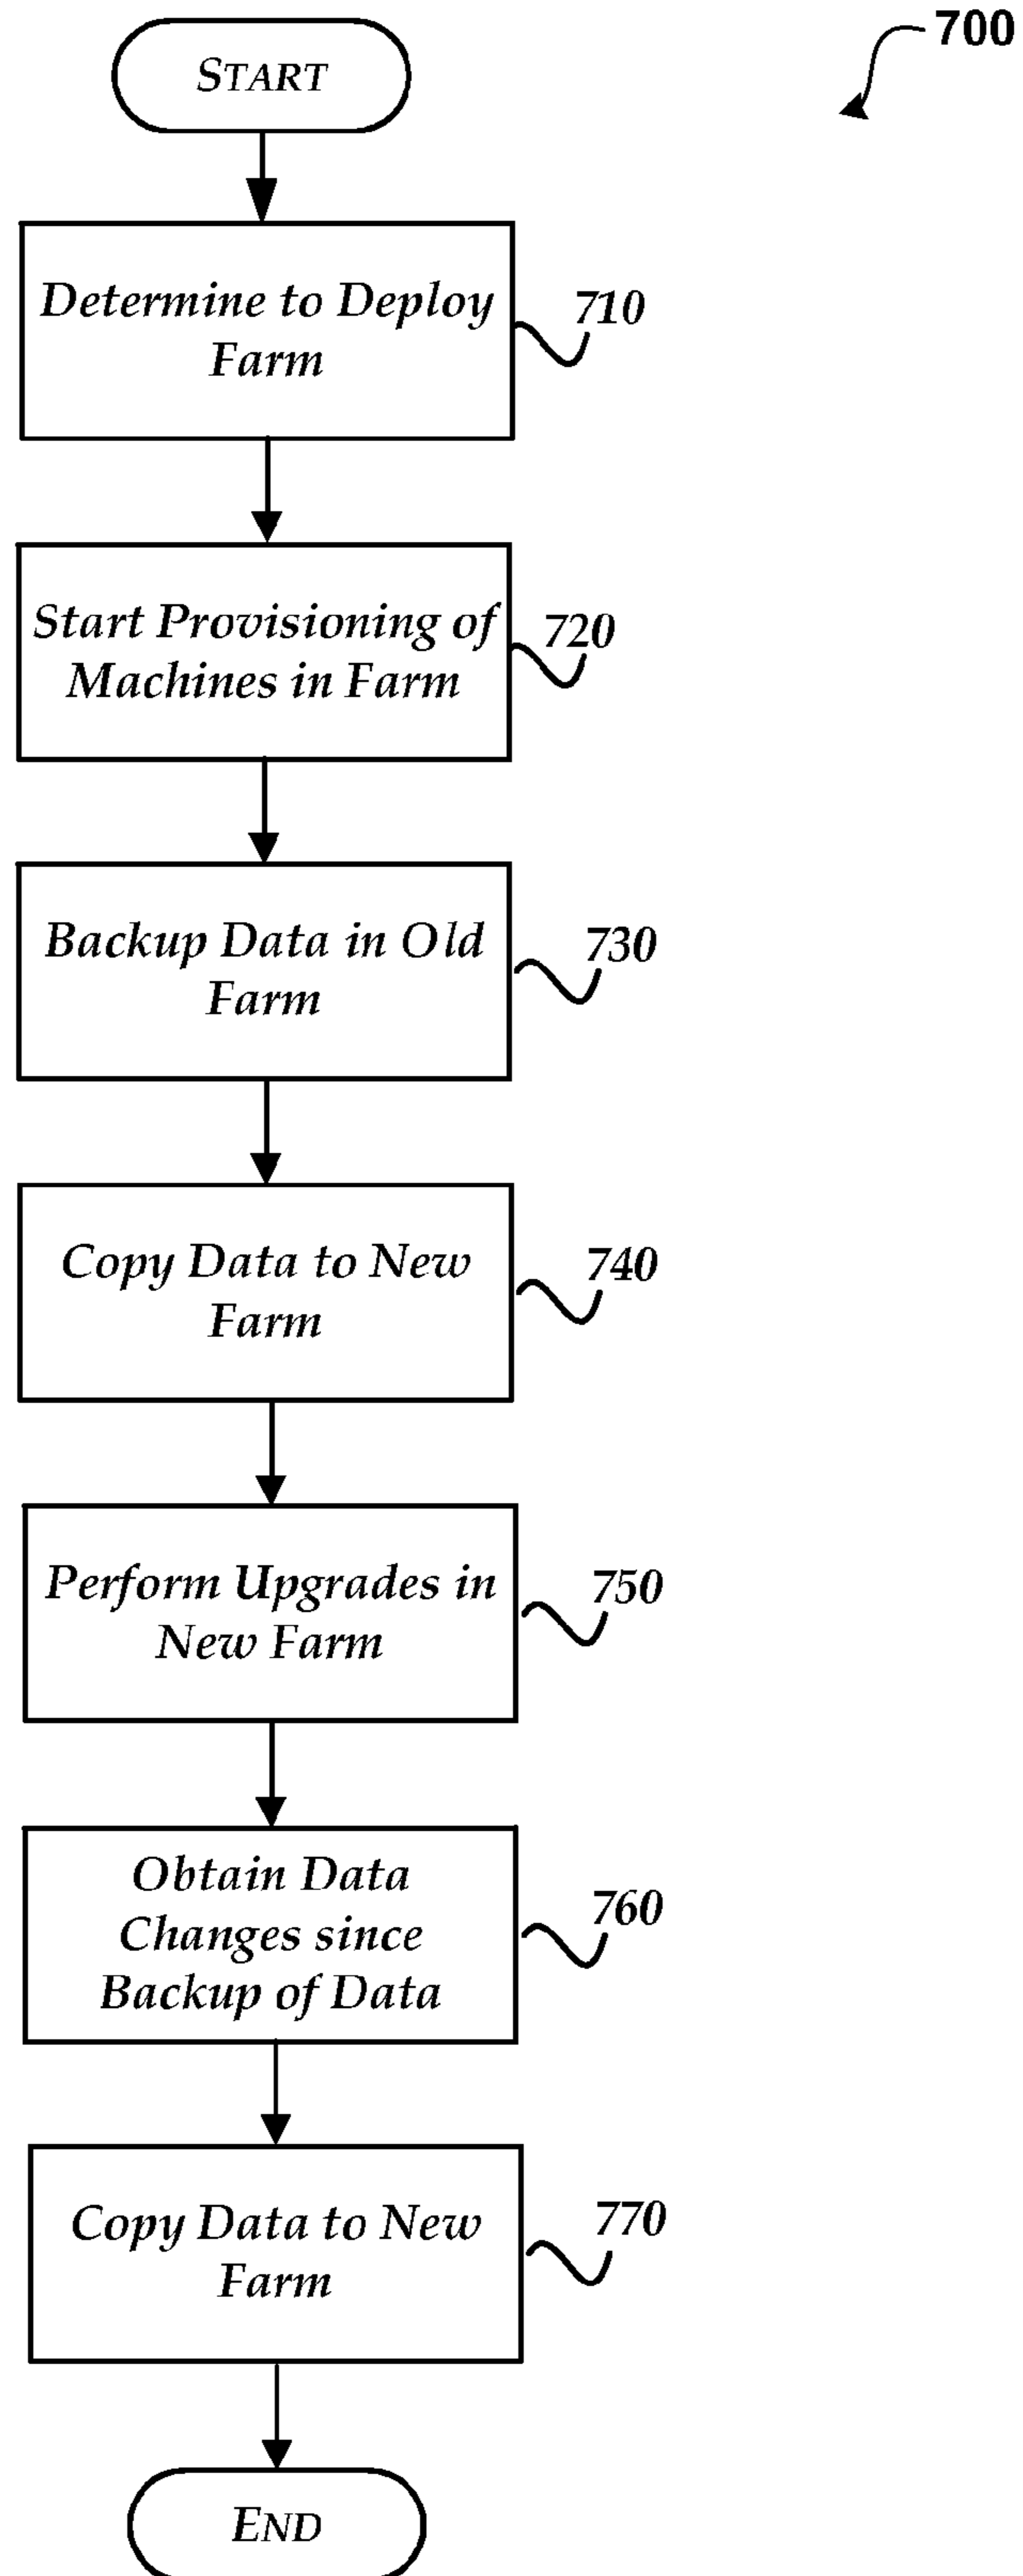 700
START
Determine to Deploy
Farm
710
Start Provisioning of
Machines in Farm
720
Backup Data in Old
Farm
730
Copy Data to New
Farm
740
Perform Upgrades in
New Farm
750
Obtain Data
Changes since
Backup of Data
760
Copy Data to New
Farm
770
END